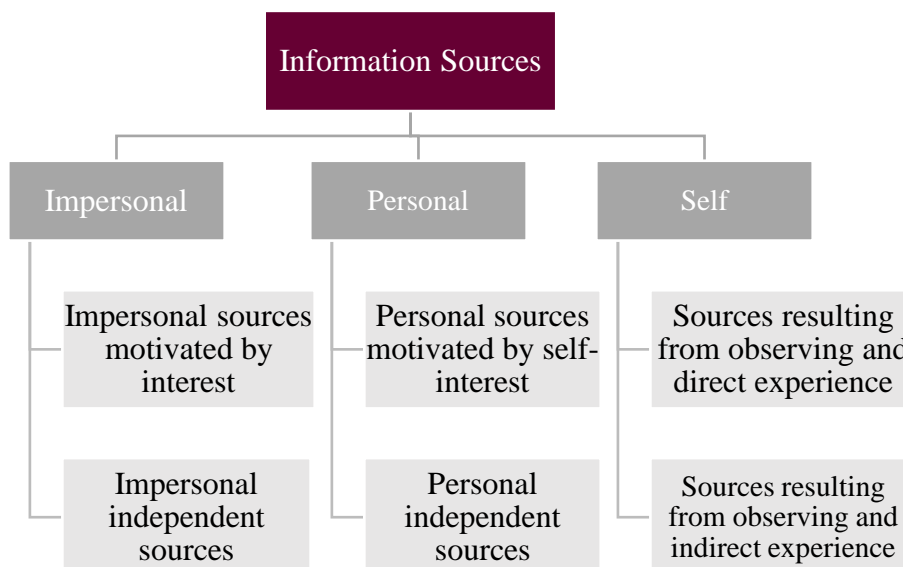 Information Sources
Impersonal
Personal
Self
Impersonal sources
motivated by
interest
Personal sources
motivated by self-
interest
Sources resulting
from observing and
direct experience
Impersonal
independent
sources
Personal
independent
sources
Sources resulting
from observing and
indirect experience